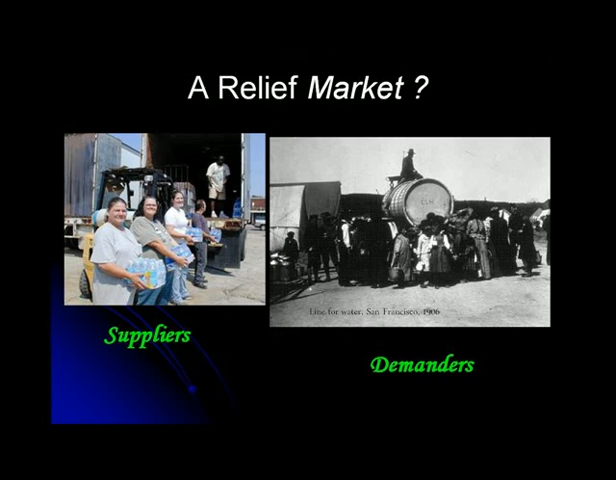 A Relief Market ?
Line for water. San Francisco, 1906
Suppliers
Demanders